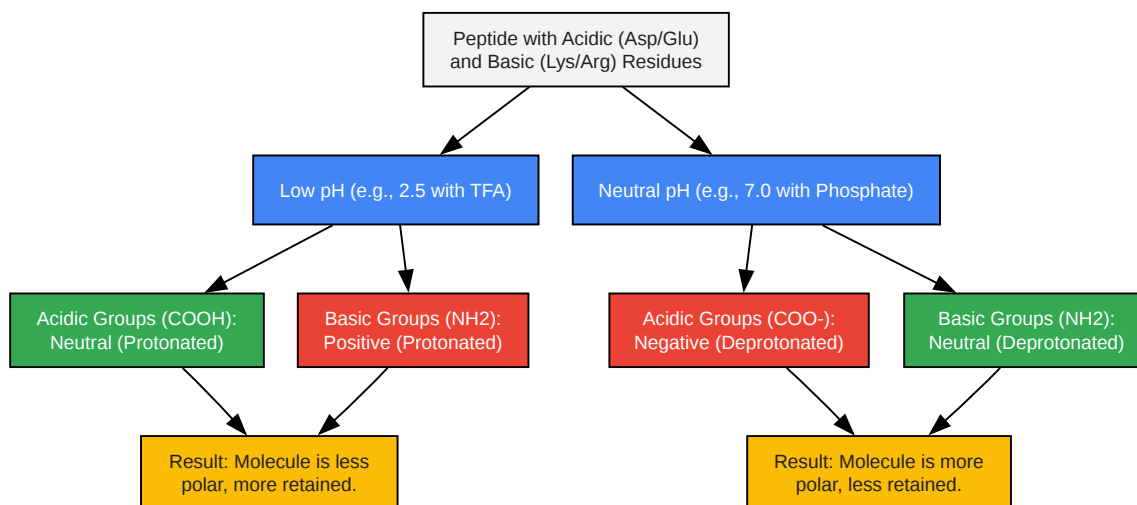 Peptide with Acidic (Asp/Glu)
and Basic (Lys/Arg) Residues
Low pH (e.g., 2.5 with TFA)
Neutral pH (e.g., 7.0 with Phosphate)
Acidic Groups (COOH):
Neutral (Protonated)
Basic Groups (NH2):
Positive (Protonated)
Acidic Groups (COO-):
Negative (Deprotonated)
Basic Groups (NH2):
Neutral (Deprotonated)
Result: Molecule is less
polar, more retained.
Result: Molecule is more
polar, less retained.